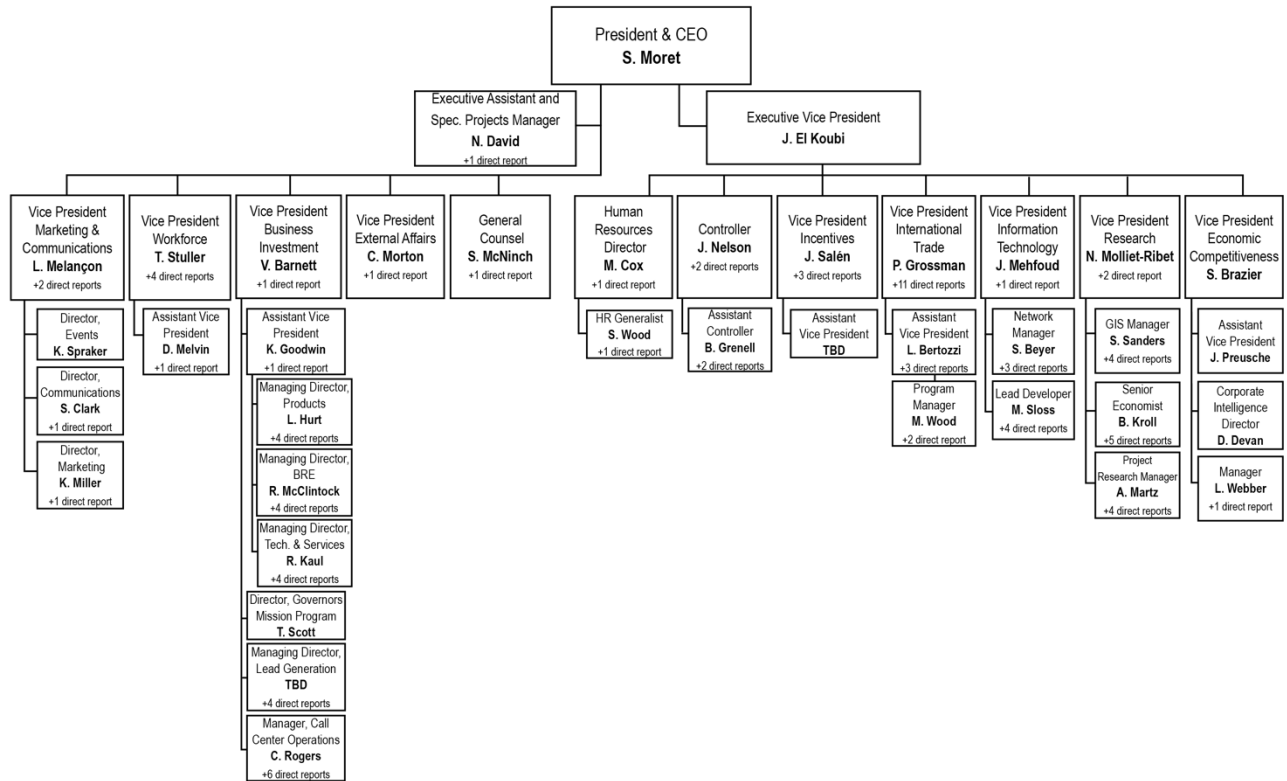 President & CEO
S. Moret
Executive Assistant and
Spec. Projects Manager
N. David
+1 direct report
Executive Vice President
J. El Koubi
Vice President
Marketing &
Communications
L. Melançon
+2 direct reports
Vice President
Workforce
T. Stuller
+4 direct reports
Vice President
Business
Investment
V. Barnett
+1 direct report
Vice President
External Affairs
C. Morton
+1 direct report
General
Counsel
S. McNinch
+1 direct report
Human
Resources
Director
M. Cox
+1 direct report
Controller
J. Nelson
+2 direct reports
Vice President
Incentives
J. Salén
+3 direct reports
Vice President
International
Trade
P. Grossman
+11 direct reports
Vice President
Information
Technology
J. Mehfoud
+1 direct report
Vice President
Research
N. Molliet-Ribet
+2 direct report
Vice President
Economic
Competitiveness
S. Brazier
Director,
Events
K. Spraker
Director,
Communications
S. Clark
+1 direct report
Director,
Marketing
K. Miller
+1 direct report
Assistant Vice
President
D. Melvin
+1 direct report
Assistant Vice
President
K. Goodwin
+1 direct report
Managing Director,
Products
L. Hurt
+4 direct reports
Managing Director,
BRE
R. McClintock
+4 direct reports
Managing Director,
Tech. & Services
R. Kaul
+4 direct reports
Director, Governors
Mission Program
T. Scott
Managing Director,
Lead Generation
TBD
+4 direct reports
Manager, Call
Center Operations
C. Rogers
+6 direct reports
HR Generalist
S. Wood
+1 direct report
Assistant
Controller
B. Grenell
+2 direct reports
Assistant
Vice President
TBD
Assistant
Vice President
L. Bertozzi
+3 direct reports
Program
Manager
M. Wood
+2 direct report
Network
Manager
S. Beyer
+3 direct reports
Lead Developer
M. Sloss
+4 direct reports
GIS Manager
S. Sanders
+4 direct reports
Senior
Economist
B. Kroll
+5 direct reports
Project
Research Manager
A. Martz
+4 direct reports
Assistant
Vice President
J. Preusche
Corporate
Intelligence
Director
D. Devan
Manager
L. Webber
+1 direct report